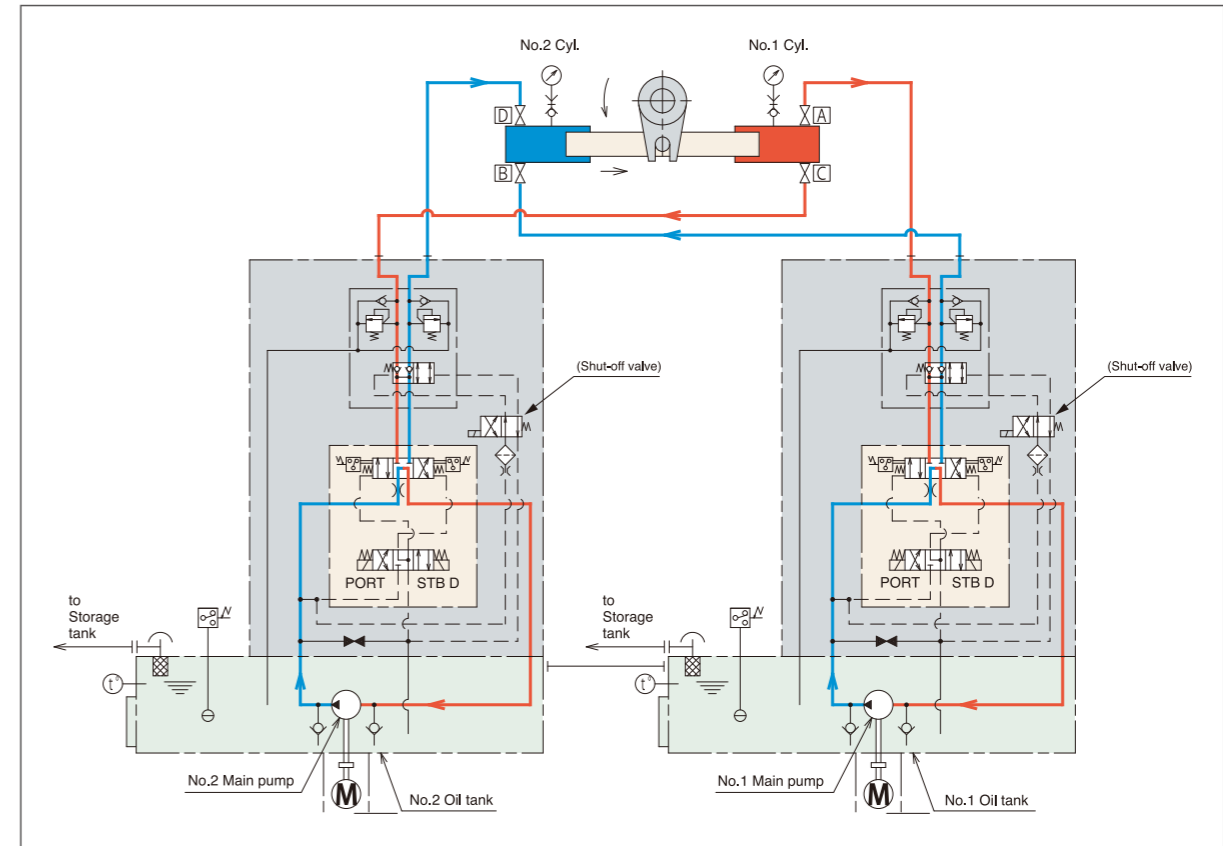 No.2 Cyl.
No.1 Cyl.
D
A
B
C
(Shut-off valve)
(Shut-off valve)
PORT
STB D
PORT
STB D
to
Storage
tank
to
Storage
tank
t°
t°
No.2 Main pump
M
No.2 Oil tank
No.1 Main pump
M
No.1 Oil tank